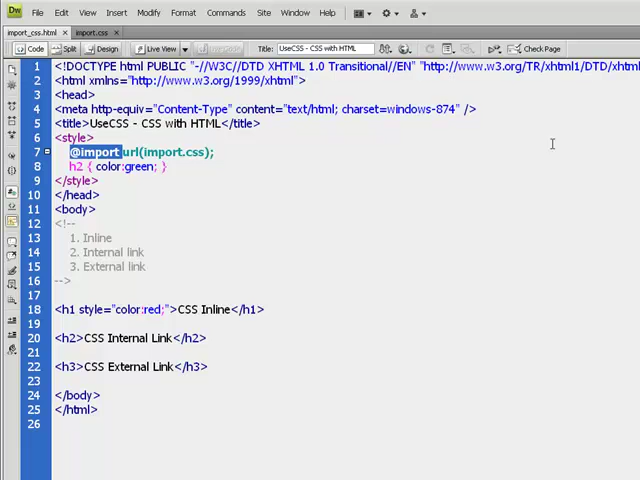 Dw File Edit View Insert Modify Format Commands Site Window Help
import_css.html × import.css ×
Code Split Design Live View Title: UseCSS - CSS with HTML Check Page
1 <!DOCTYPE html PUBLIC "-//W3C//DTD XHTML 1.0 Transitional//EN" "http://www.w3.org/TR/xhtml1/DTD/xhtml
2 <html xmlns="http://www.w3.org/1999/xhtml">
3 <head>
4 <meta http-equiv="Content-Type" content="text/html; charset=windows-874" />
5 <title>UseCSS - CSS with HTML</title>
6 <style>
7 @import url(import.css);
8 h2 { color:green; }
9 </style>
10 </head>
11 <body>
12 <!--
13 1. Inline
14 2. Internal link
15 3. External link
16 -->
17
18 <h1 style="color:red;">CSS Inline</h1>
19
20 <h2>CSS Internal Link</h2>
21
22 <h3>CSS External Link</h3>
23
24 </body>
25 </html>
26